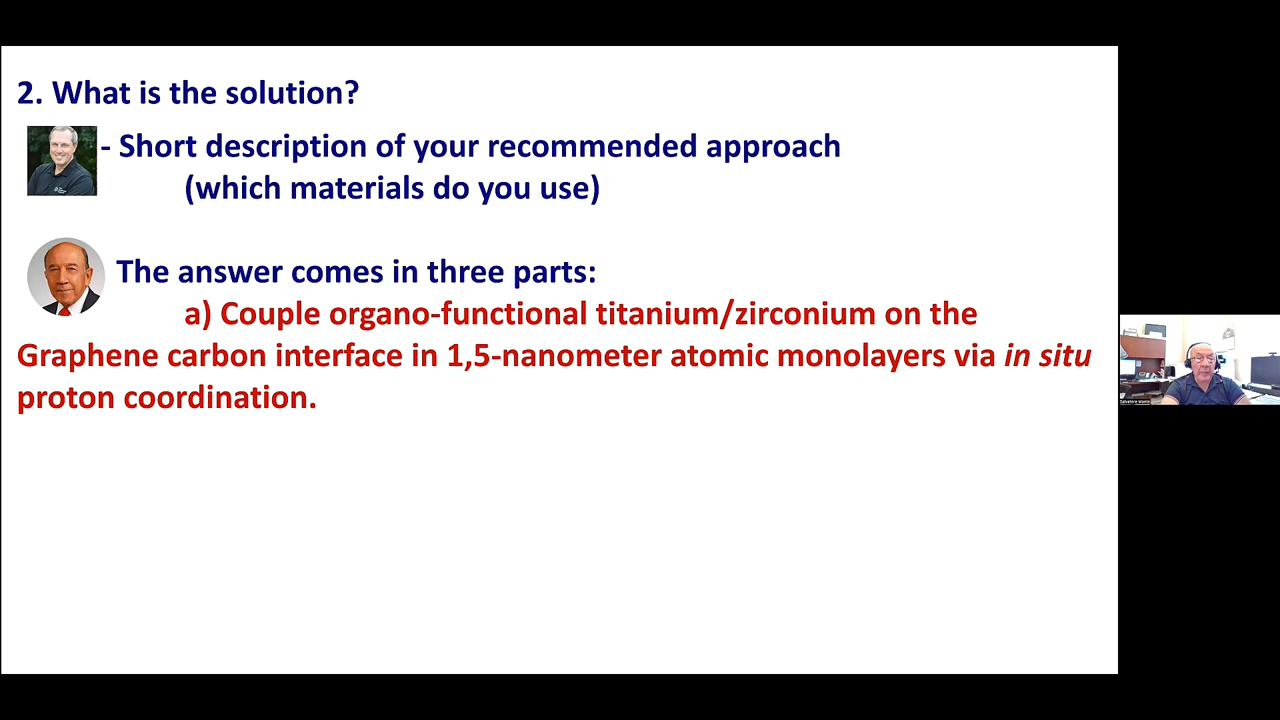 2. What is the solution?
- Short description of your recommended approach
(which materials do you use)
The answer comes in three parts:
a) Couple organo-functional titanium/zirconium on the
Graphene carbon interface in 1,5-nanometer atomic monolayers via in situ
proton coordination.
Salvatore Monte